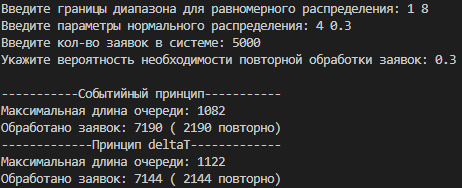 Введите границы диапазона для равномерного распределения: 1 8
Введите параметры нормального распределения: 4 0.3
Введите кол-во заявок в системе: 5000
Укажите вероятность необходимости повторной обработки заявок: 0.3
-----------Событийный принцип-----------
Максимальная длина очереди: 1082
Обработано заявок: 7190 ( 2190 повторно)
-------------Принцип deltaT-------------
Максимальная длина очереди: 1122
Обработано заявок: 7144 ( 2144 повторно)